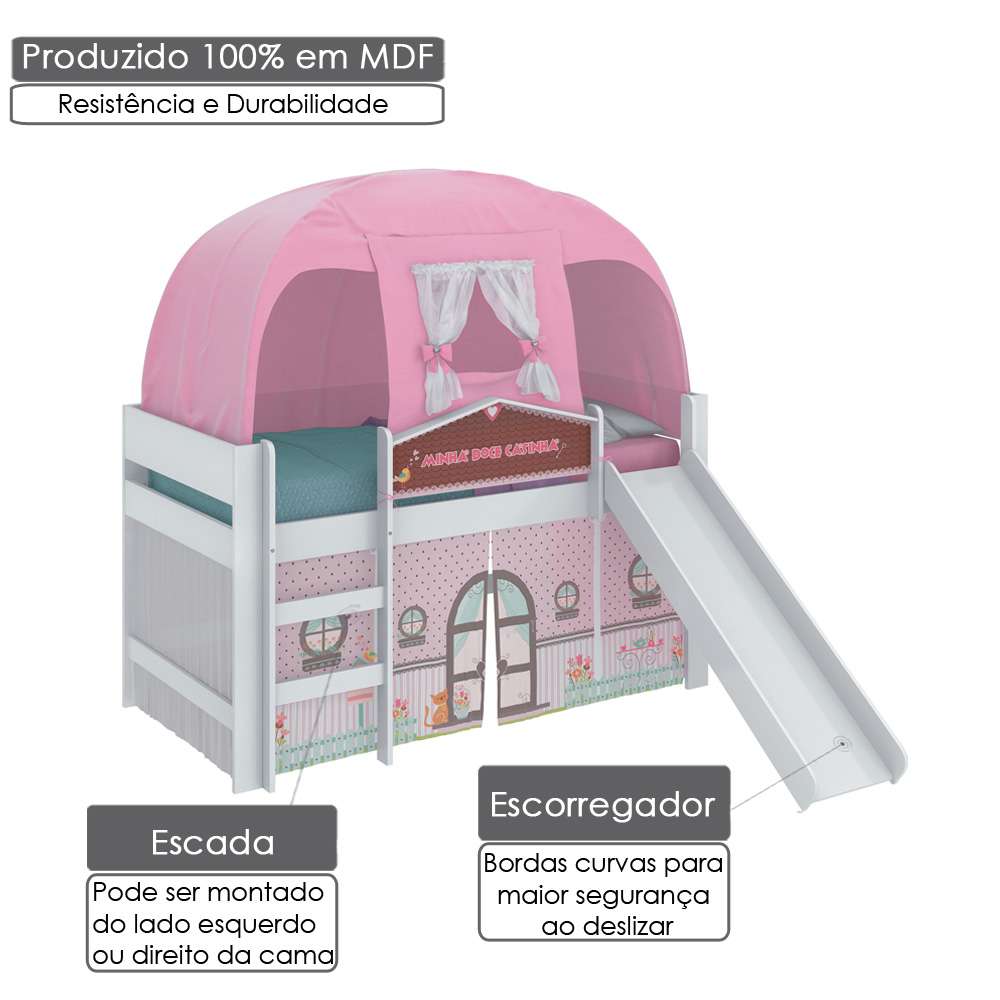 Produzido 100% em MDF
Resistência e Durabilidade
MINHA DOCE CASINHA
Escada
Pode ser montado
do lado esquerdo
ou direito da cama
Escorregador
Bordas curvas para
maior segurança
ao deslizar